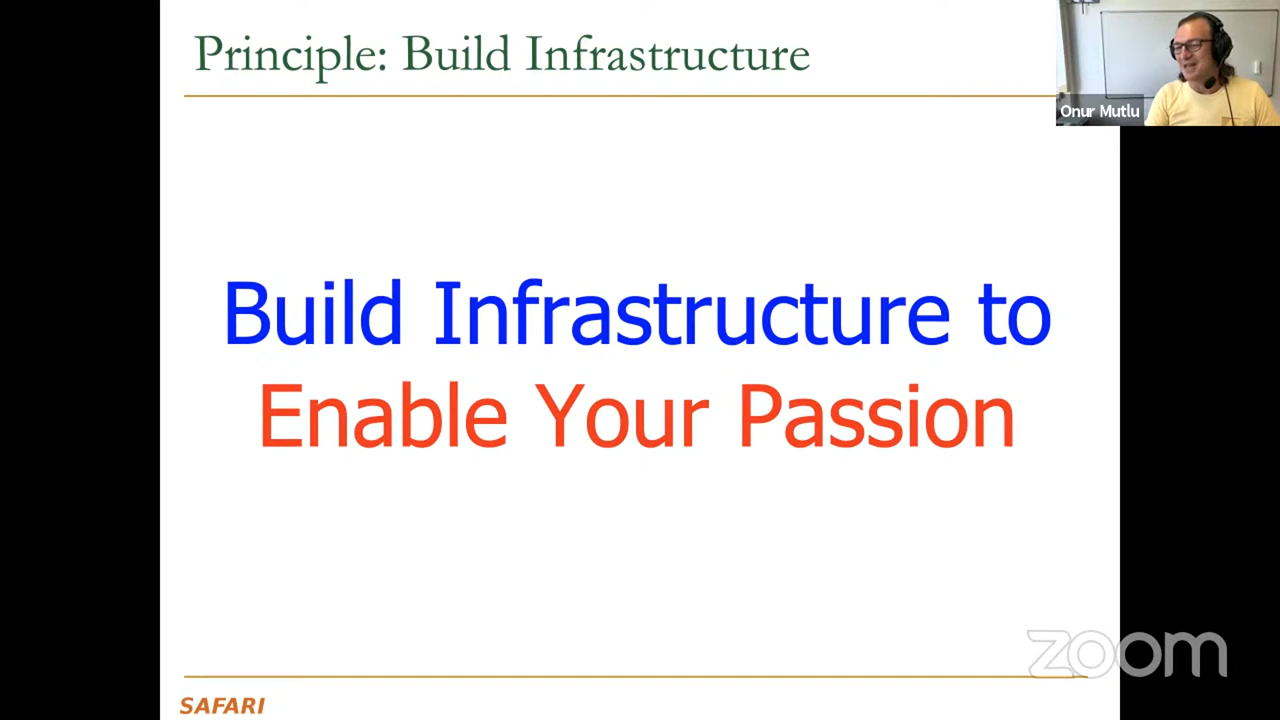 Principle: Build Infrastructure
Onur Mutlu
Build Infrastructure to
Enable Your Passion
zoom
SAFARI